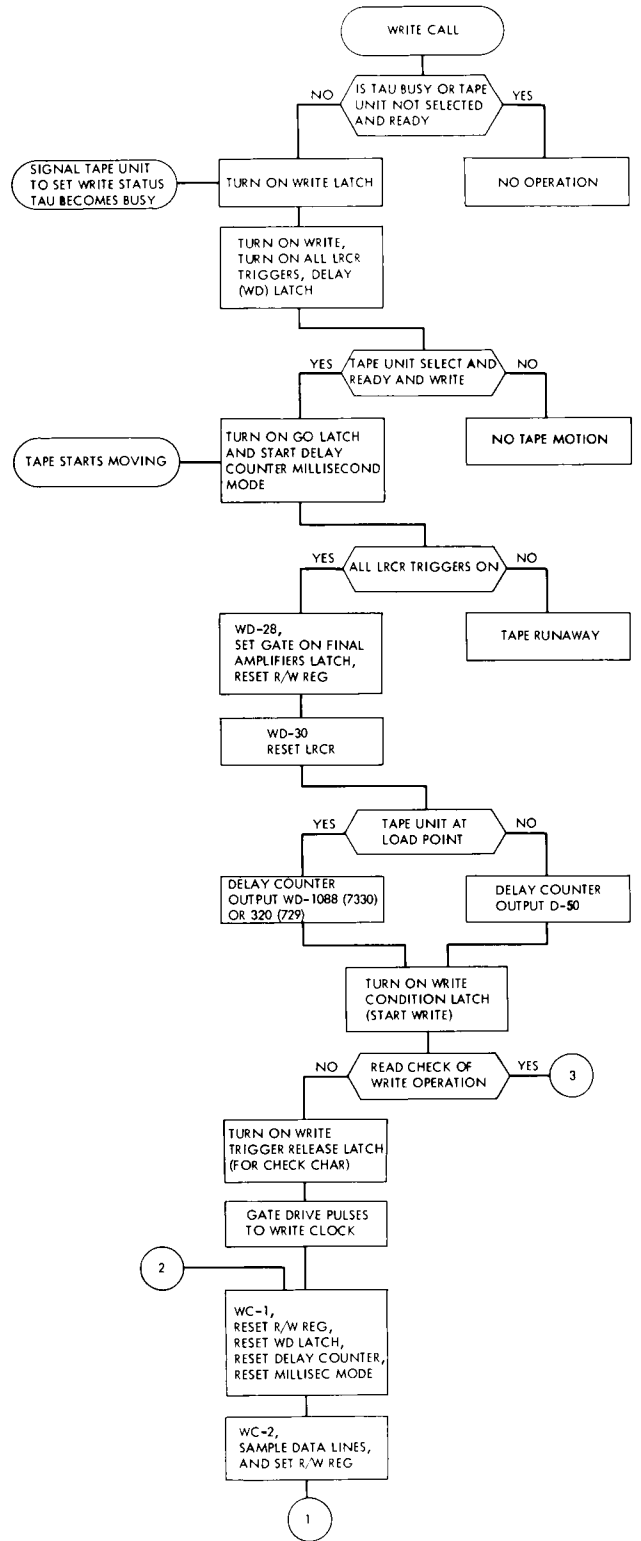 WRITE CALL
IS TAU BUSY OR TAPE
UNIT NOT SELECTED
AND READY
NO
YES
SIGNAL TAPE UNIT
TO SET WRITE STATUS
TAU BECOMES BUSY
TURN ON WRITE LATCH
NO OPERATION
TURN ON WRITE,
TURN ON ALL LRCR
TRIGGERS, DELAY
(WD) LATCH
YES
TAPE UNIT SELECT AND
READY AND WRITE
NO
TAPE STARTS MOVING
TURN ON GO LATCH
AND START DELAY
COUNTER MILLISECOND
MODE
NO TAPE MOTION
YES
ALL LRCR TRIGGERS ON
NO
WD-28,
SET GATE ON FINAL
AMPLIFIERS LATCH,
RESET R/W REG
TAPE RUNAWAY
WD-30
RESET LRCR
YES
TAPE UNIT AT
LOAD POINT
NO
DELAY COUNTER
OUTPUT WD-1088 (7330)
OR 320 (729)
DELAY COUNTER
OUTPUT D-50
TURN ON WRITE
CONDITION LATCH
(START WRITE)
NO
READ CHECK OF
WRITE OPERATION
YES
3
TURN ON WRITE
TRIGGER RELEASE LATCH
(FOR CHECK CHAR)
GATE DRIVE PULSES
TO WRITE CLOCK
2
WC-1,
RESET R/W REG,
RESET WD LATCH,
RESET DELAY COUNTER,
RESET MILLISEC MODE
WC-2,
SAMPLE DATA LINES,
AND SET R/W REG
1